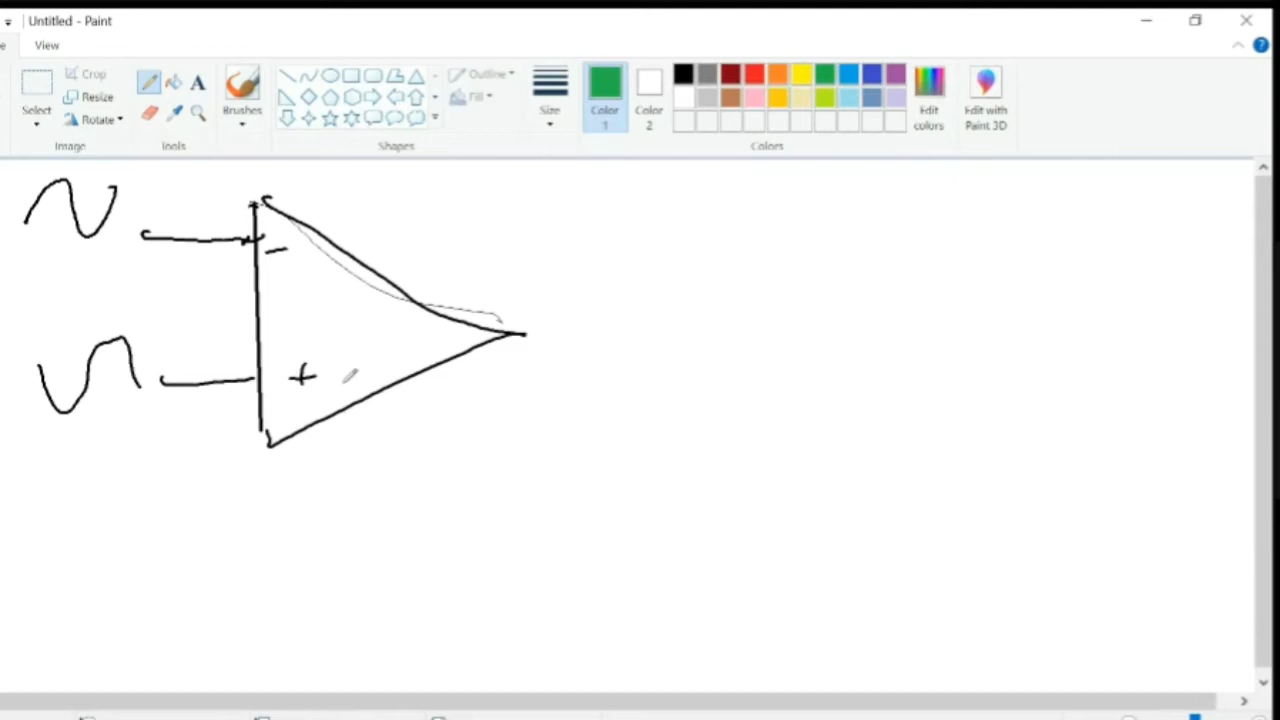 Untitled - Paint
View
Crop
Resize
Rotate
Select
Image
A
Tools
Brushes
Shapes
Outline
Fill
Size
Color
1
Color
2
Colors
Edit
colors
Edit with
Paint 3D
?
-
+